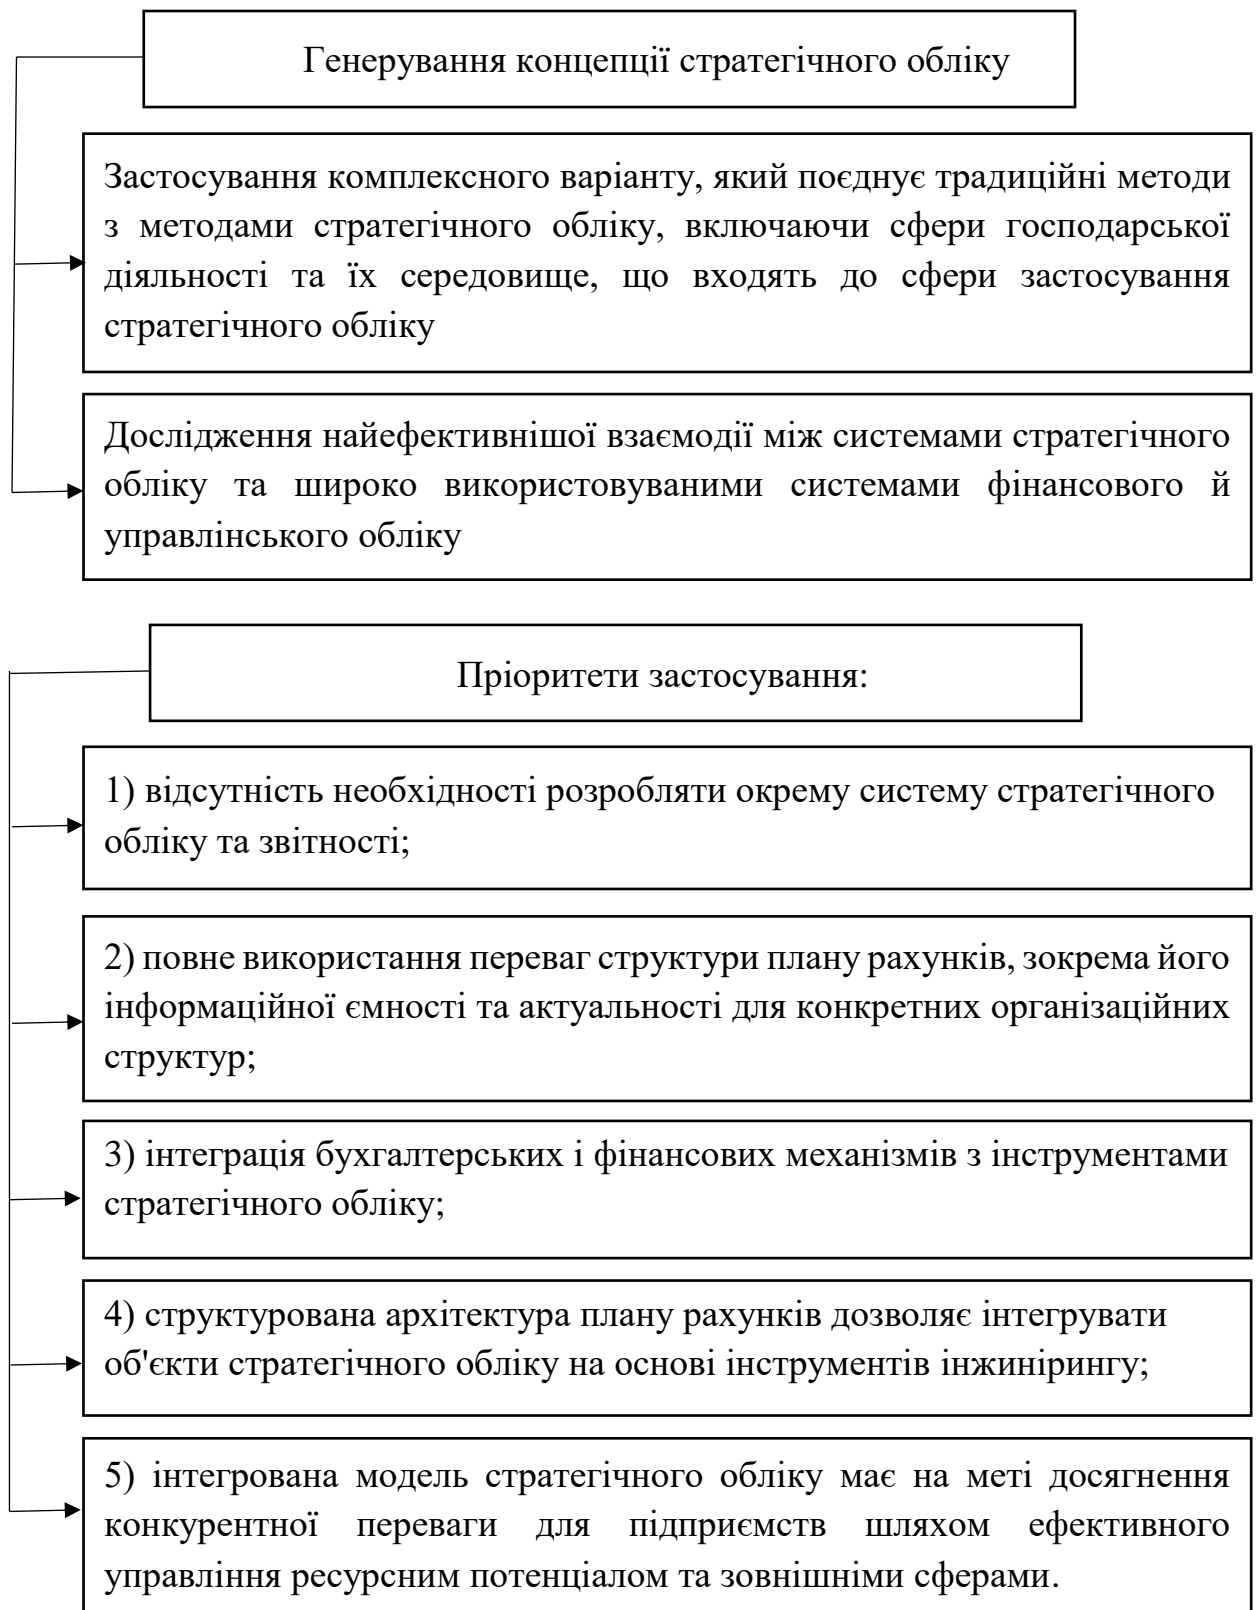 Генерування концепції стратегічного обліку
Застосування комплексного варіанту, який поєднує традиційні методи
з методами стратегічного обліку, включаючи сфери господарської
діяльності та їх середовище, що входять до сфери застосування
стратегічного обліку
Дослідження найефективнішої взаємодії між системами стратегічного
обліку та широко використовуваними системами фінансового й
управлінського обліку
Пріоритети застосування:
1) відсутність необхідності розробляти окрему систему стратегічного
обліку та звітності;
2) повне використання переваг структури плану рахунків, зокрема його
інформаційної ємності та актуальності для конкретних організаційних
структур;
3) інтеграція бухгалтерських і фінансових механізмів з інструментами
стратегічного обліку;
4) структурована архітектура плану рахунків дозволяє інтегрувати
об'єкти стратегічного обліку на основі інструментів інжинірингу;
5) інтегрована модель стратегічного обліку має на меті досягнення
конкурентної переваги для підприємств шляхом ефективного
управління ресурсним потенціалом та зовнішніми сферами.